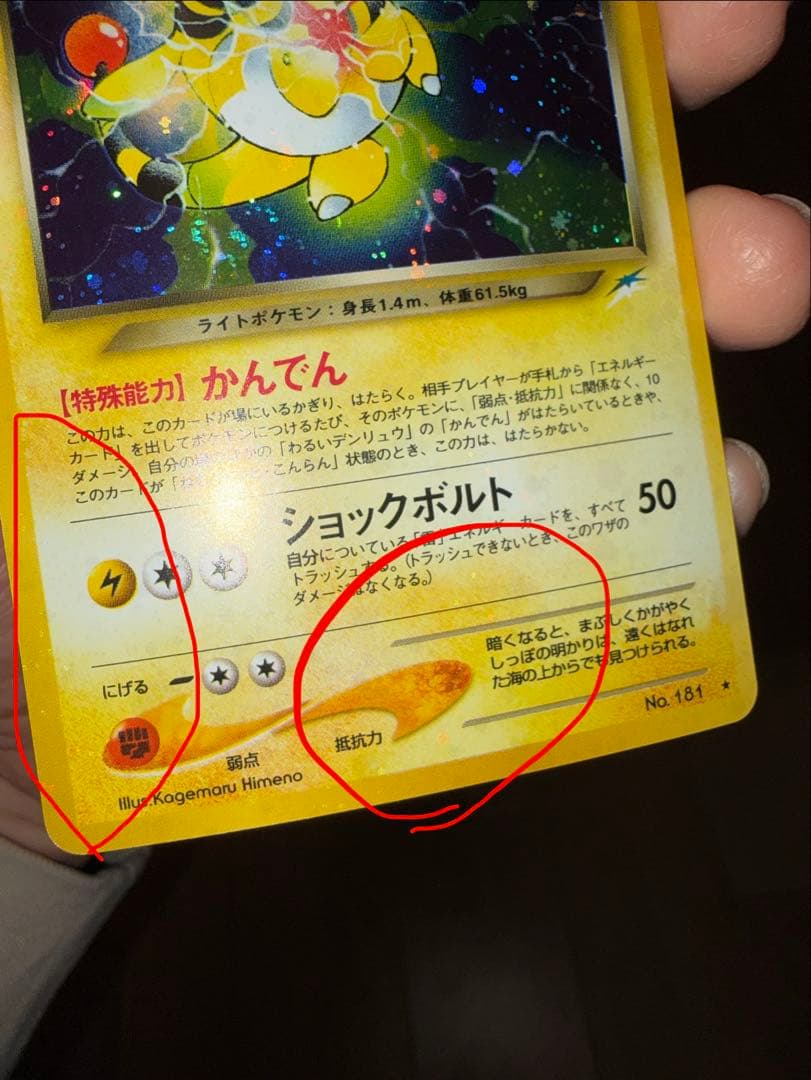 ライトポケモン：身長1.4m、体重61.5kg
【特殊能力】かんでん
この力は、このカードが場にいるかぎり、はたらく。相手プレイヤーが手札から「エネルギー
カード」を出してポケモンにつけるたび、そのポケモンに、「弱点・抵抗力」に関係なく、10
ダメージ。自分の場に の「わるいデンリュウ」の「かんでん」がはたらいているときや、
このカードが「 こんらん」状態のとき、この力は、はたらかない。
ショックボルト 50
自分についている「雷」エネルギーカードを、すべて
トラッシュする。(トラッシュできないとき、このワザの
ダメージはなくなる。)
にげる
暗くなると、まぶしくかがやく
しっぽの明かりは、遠くはなれ
た海の上からでも見つけられる。
弱点
抵抗力
No. 181 ★
Illus. Kagemaru Himeno